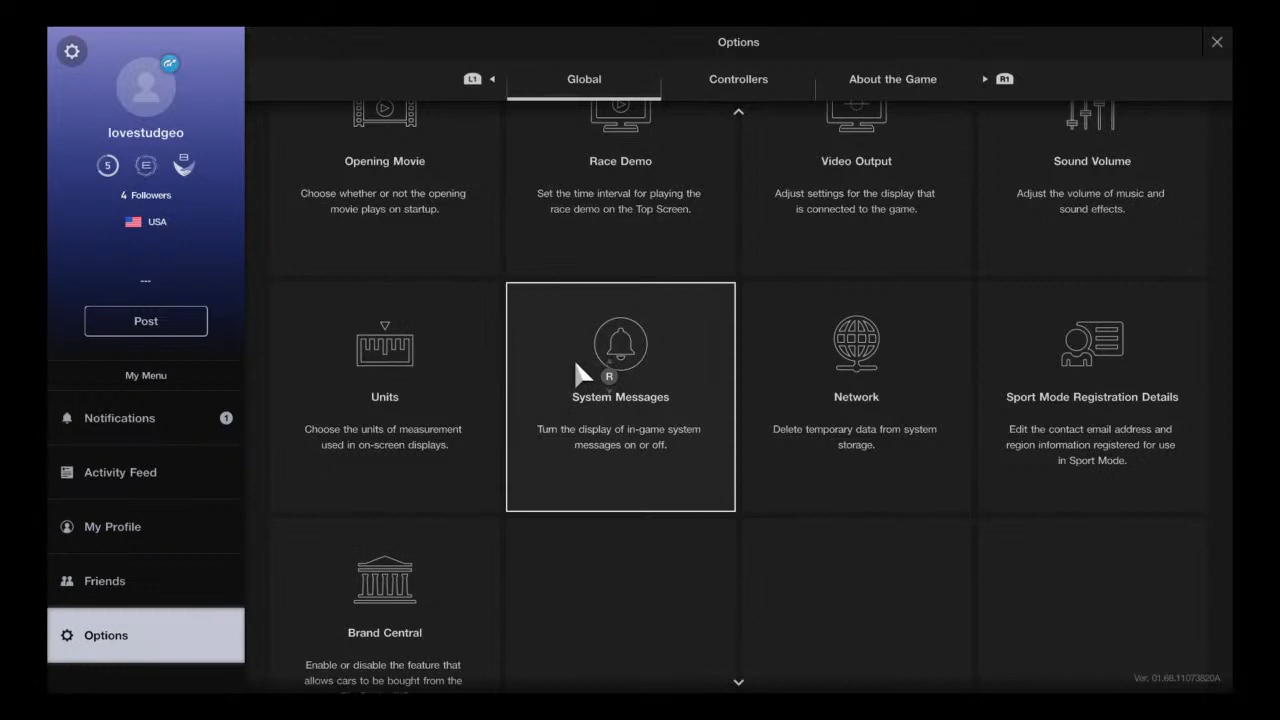 Options
L1
Global
Controllers
About the Game
R1
lovestudgeo
5
E
B
4 Followers
USA
---
Post
My Menu
Notifications
1
Activity Feed
My Profile
Friends
Options
Opening Movie
Choose whether or not the opening
movie plays on startup.
Race Demo
Set the time interval for playing the
race demo on the Top Screen.
Video Output
Adjust settings for the display that
is connected to the game.
Sound Volume
Adjust the volume of music and
sound effects.
Units
Choose the units of measurement
used in on-screen displays.
R
System Messages
Turn the display of in-game system
messages on or off.
Network
Delete temporary data from system
storage.
Sport Mode Registration Details
Edit the contact email address and
region information registered for use
in Sport Mode.
Brand Central
Enable or disable the feature that
allows cars to be bought from the
Ver. 01.68.11073820A